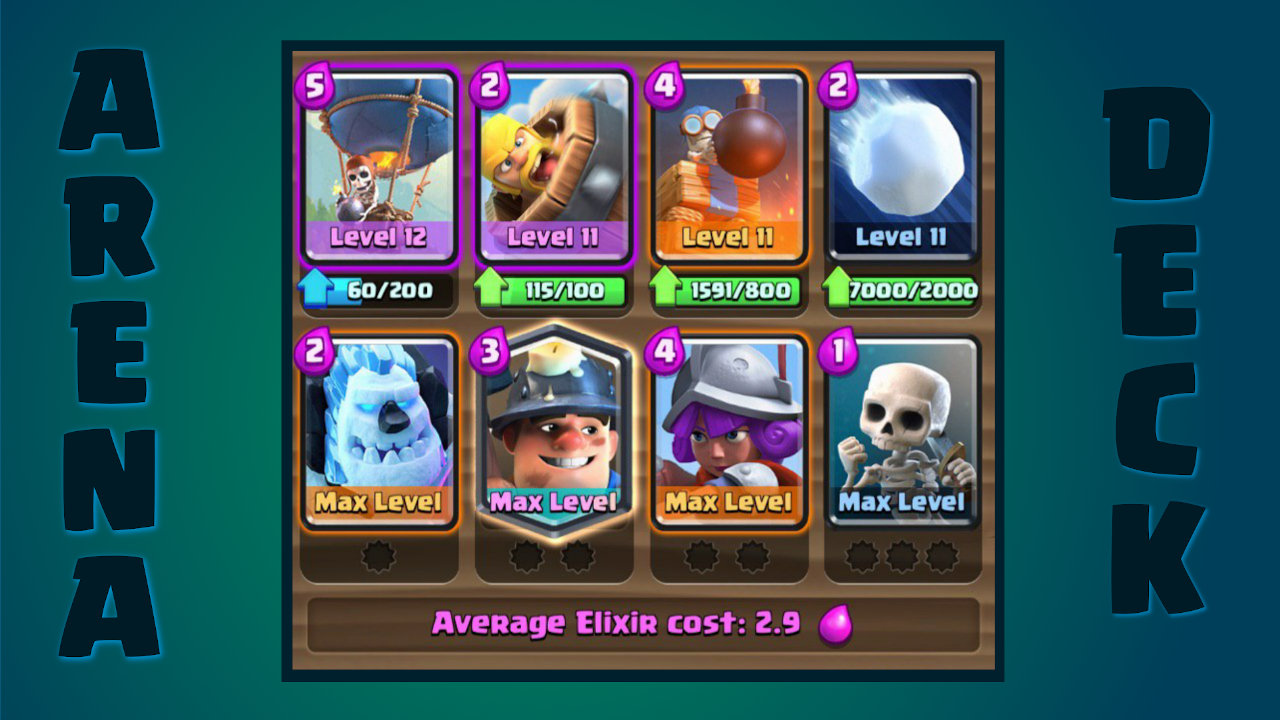 ARENA
5
2
4
2
Level 12
Level 11
Level 11
Level 11
60/200
115/100
1591/800
7000/2000
2
3
4
1
Max Level
Max Level
Max Level
Max Level
Average Elixir cost: 2.9
DECK